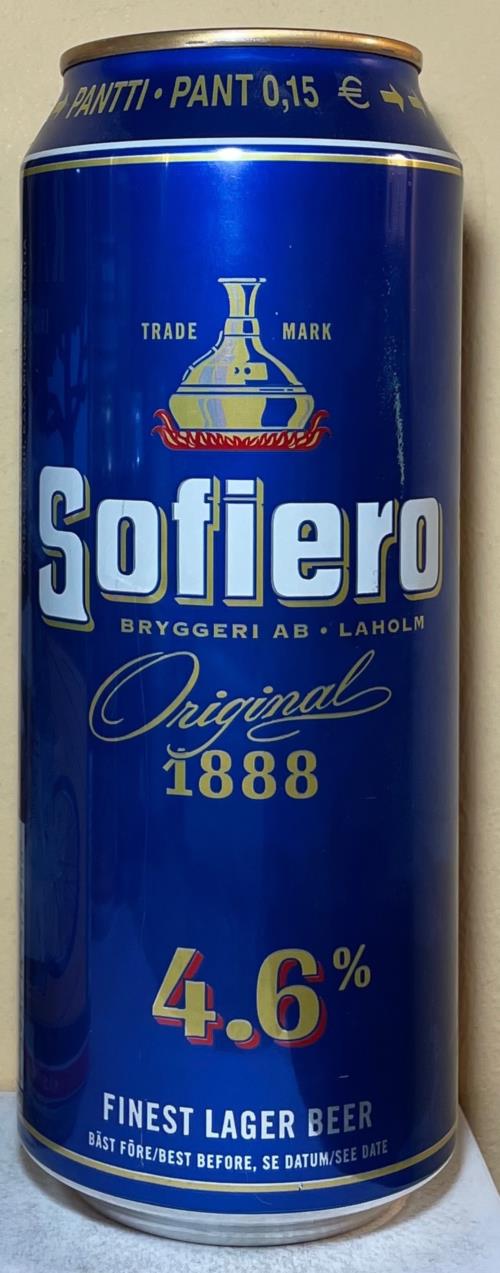 PANTTI • PANT 0,15 €
TRADE MARK
Sofiero
BRYGGERI AB • LAHOLM
Original
1888
4.6%
FINEST LAGER BEER
BÄST FÖRE/BEST BEFORE, SE DATUM/SEE DATE